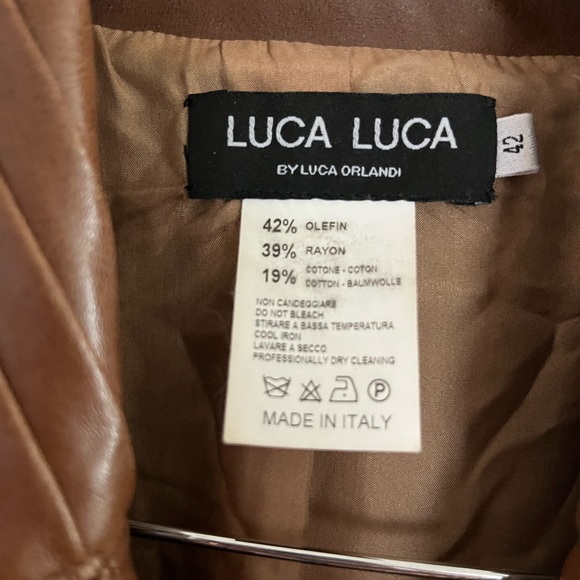 LUCA LUCA
BY LUCA ORLANDI
42
42% OLEFIN
39% RAYON
19% COTONE - COTON
COTTON - BAUMWOLLE
NON CANDEGGIARE
DO NOT BLEACH
STIRARE A BASSA TEMPERATURA
COOL IRON
LAVARE A SECCO
PROFESSIONALLY DRY CLEANING
P
MADE IN ITALY